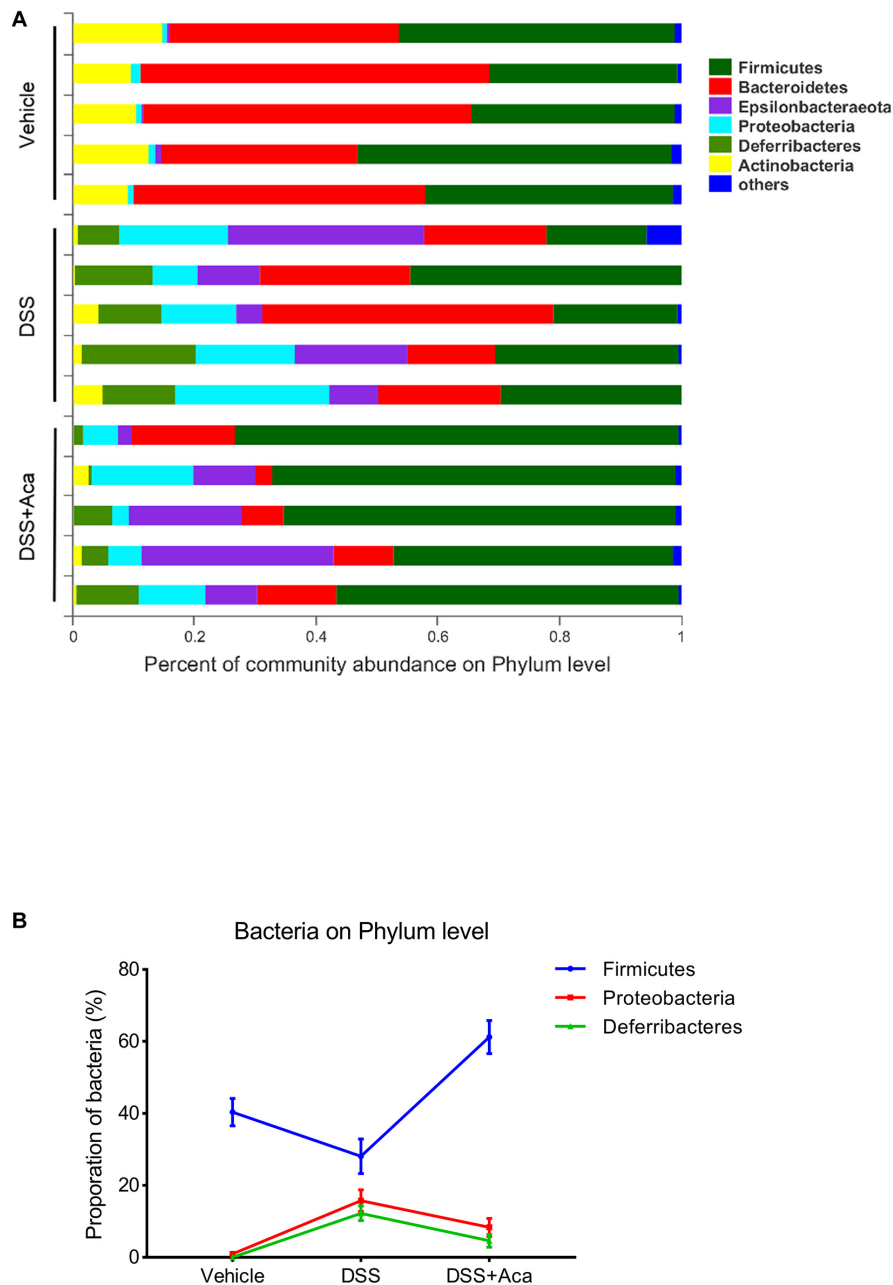 A
Vehicle
DSS
DSS+Aca
Firmicutes
Bacteroidetes
Epsilonbacteraeota
Proteobacteria
Deferribacteres
Actinobacteria
others
0 0.2 0.4 0.6 0.8 1
Percent of community abundance on Phylum level
B
Bacteria on Phylum level
Firmicutes
Proteobacteria
Deferribacteres
Proporation of bacteria (%)
80
60
40
20
0
Vehicle DSS DSS+Aca